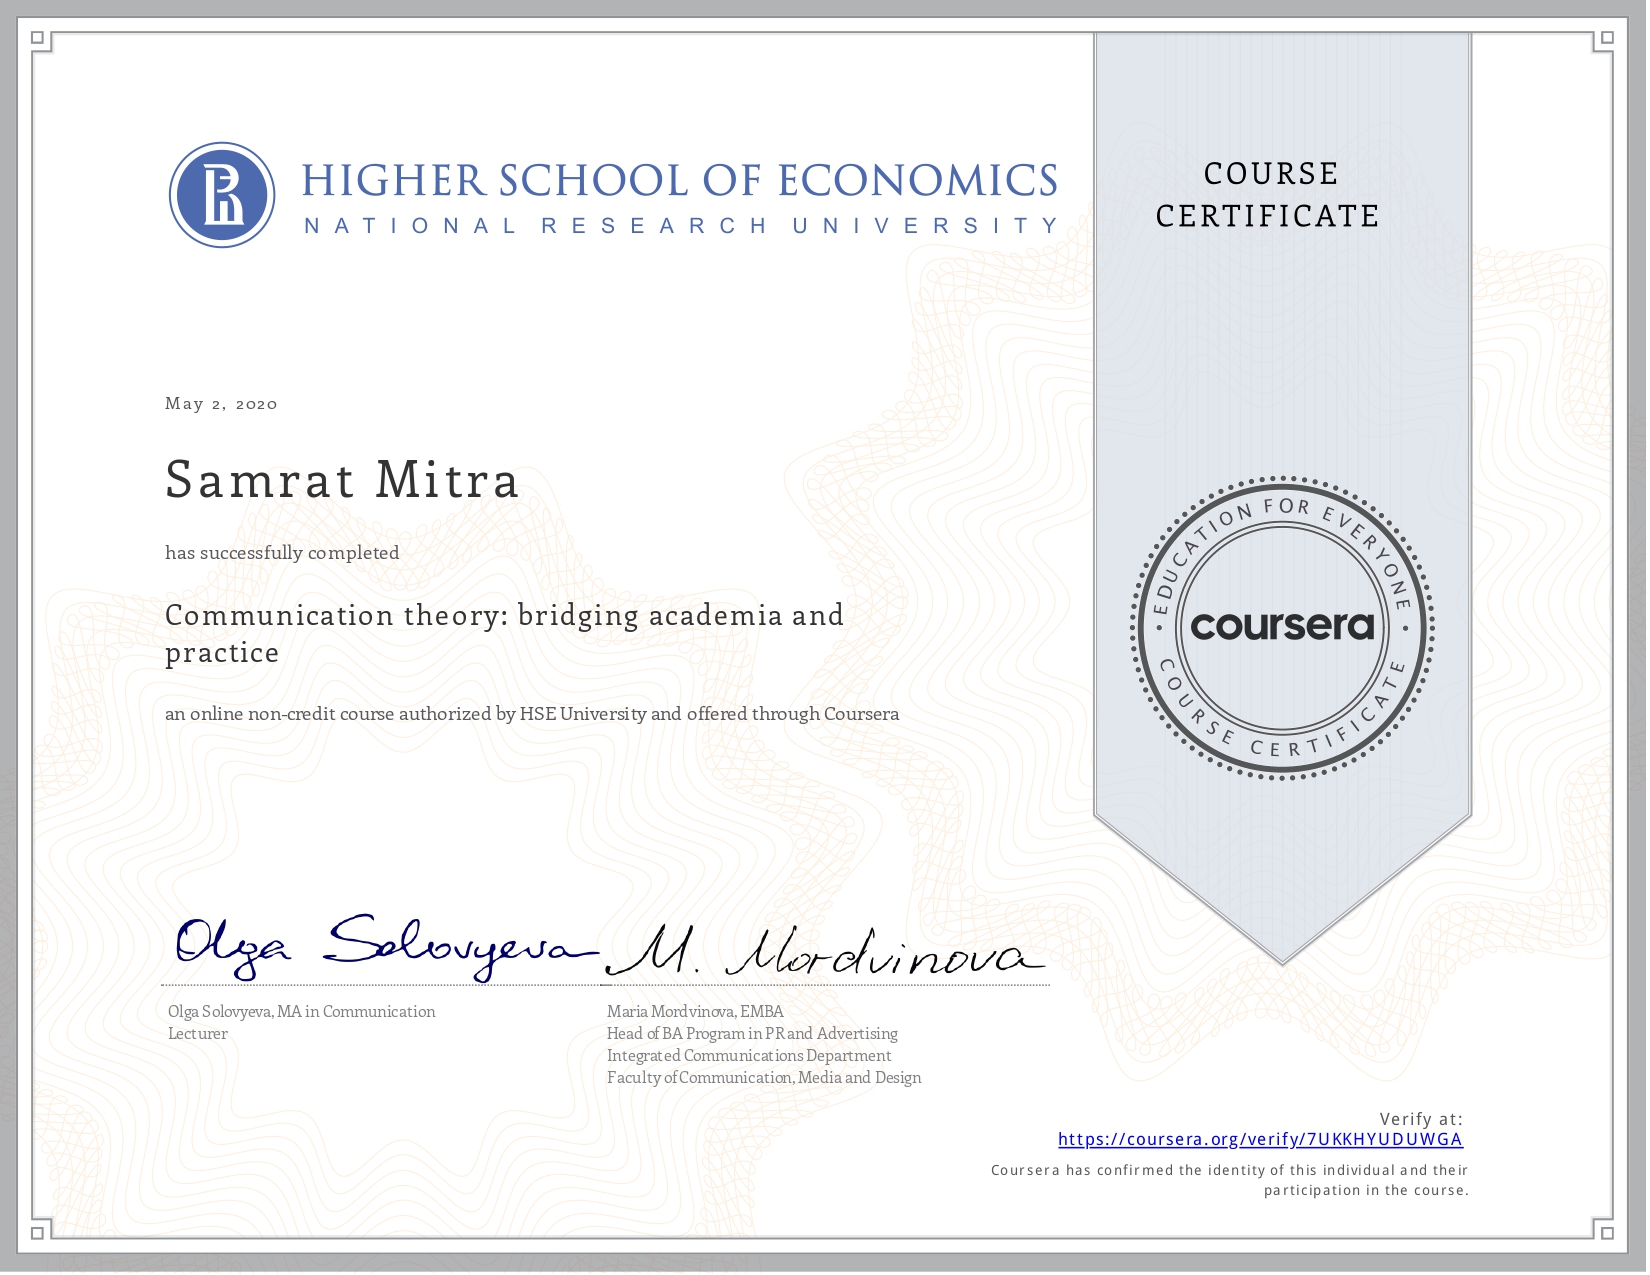 HIGHER SCHOOL OF ECONOMICS
NATIONAL RESEARCH UNIVERSITY
COURSE
CERTIFICATE
May 2, 2020
Samrat Mitra
has successfully completed
Communication theory: bridging academia and
practice
an online non-credit course authorized by HSE University and offered through Coursera
EDUCATION FOR EVERYONE
coursera
COURSE CERTIFICATE
Olga Solovyeva
M. Mordvinova
Olga Solovyeva, MA in Communication
Lecturer
Maria Mordvinova, EMBA
Head of BA Program in PR and Advertising
Integrated Communications Department
Faculty of Communication, Media and Design
Verify at:
https://coursera.org/verify/7UKKHYUDUWGA
Coursera has confirmed the identity of this individual and their
participation in the course.